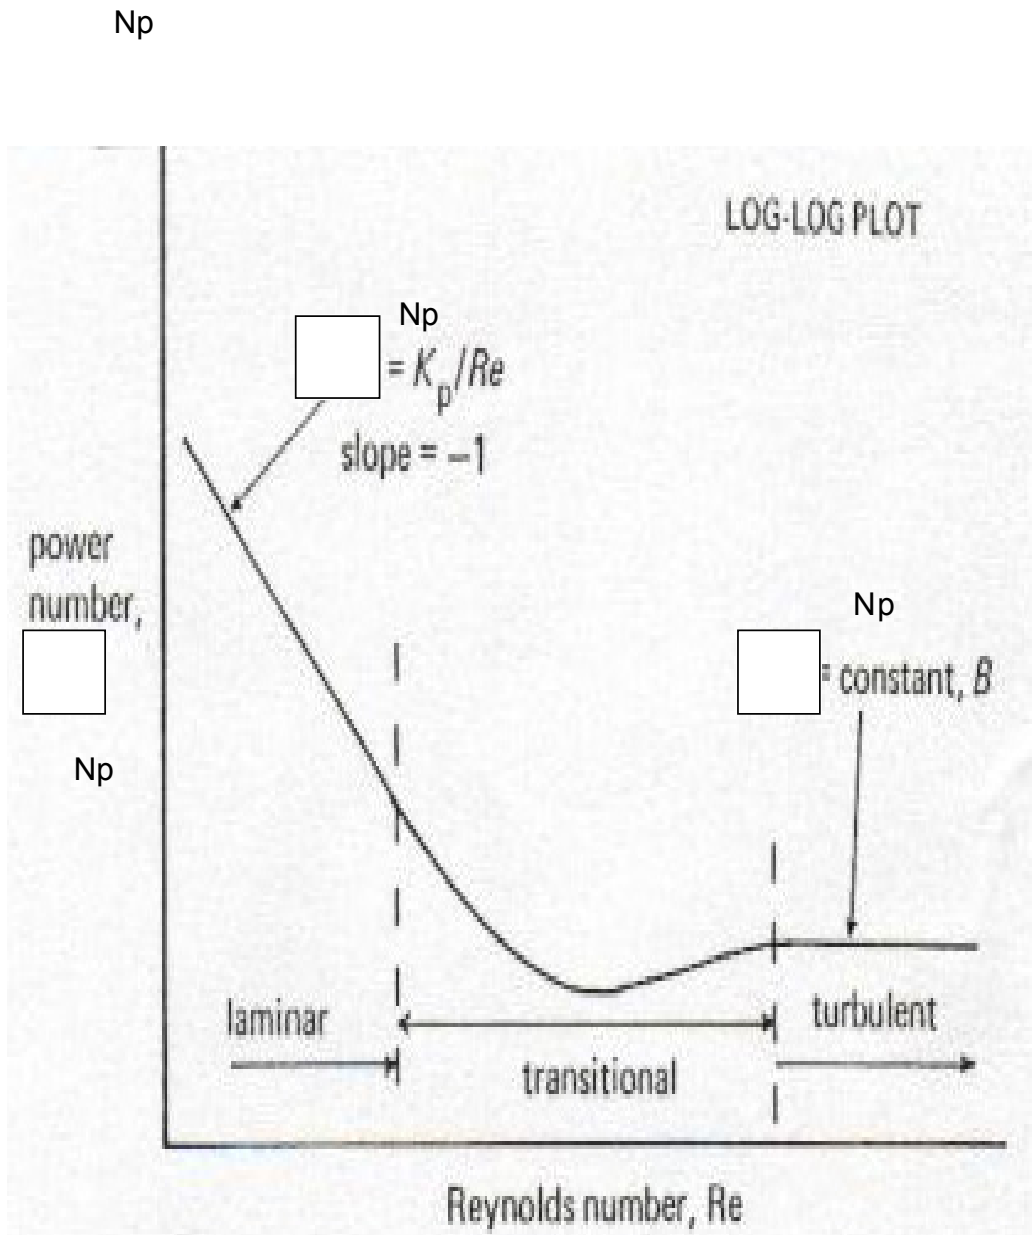 Np
LOG-LOG PLOT
Np
= Kp/Re
slope = −1
power
number,
Np
= constant, B
Np
laminar
turbulent
transitional
Reynolds number, Re